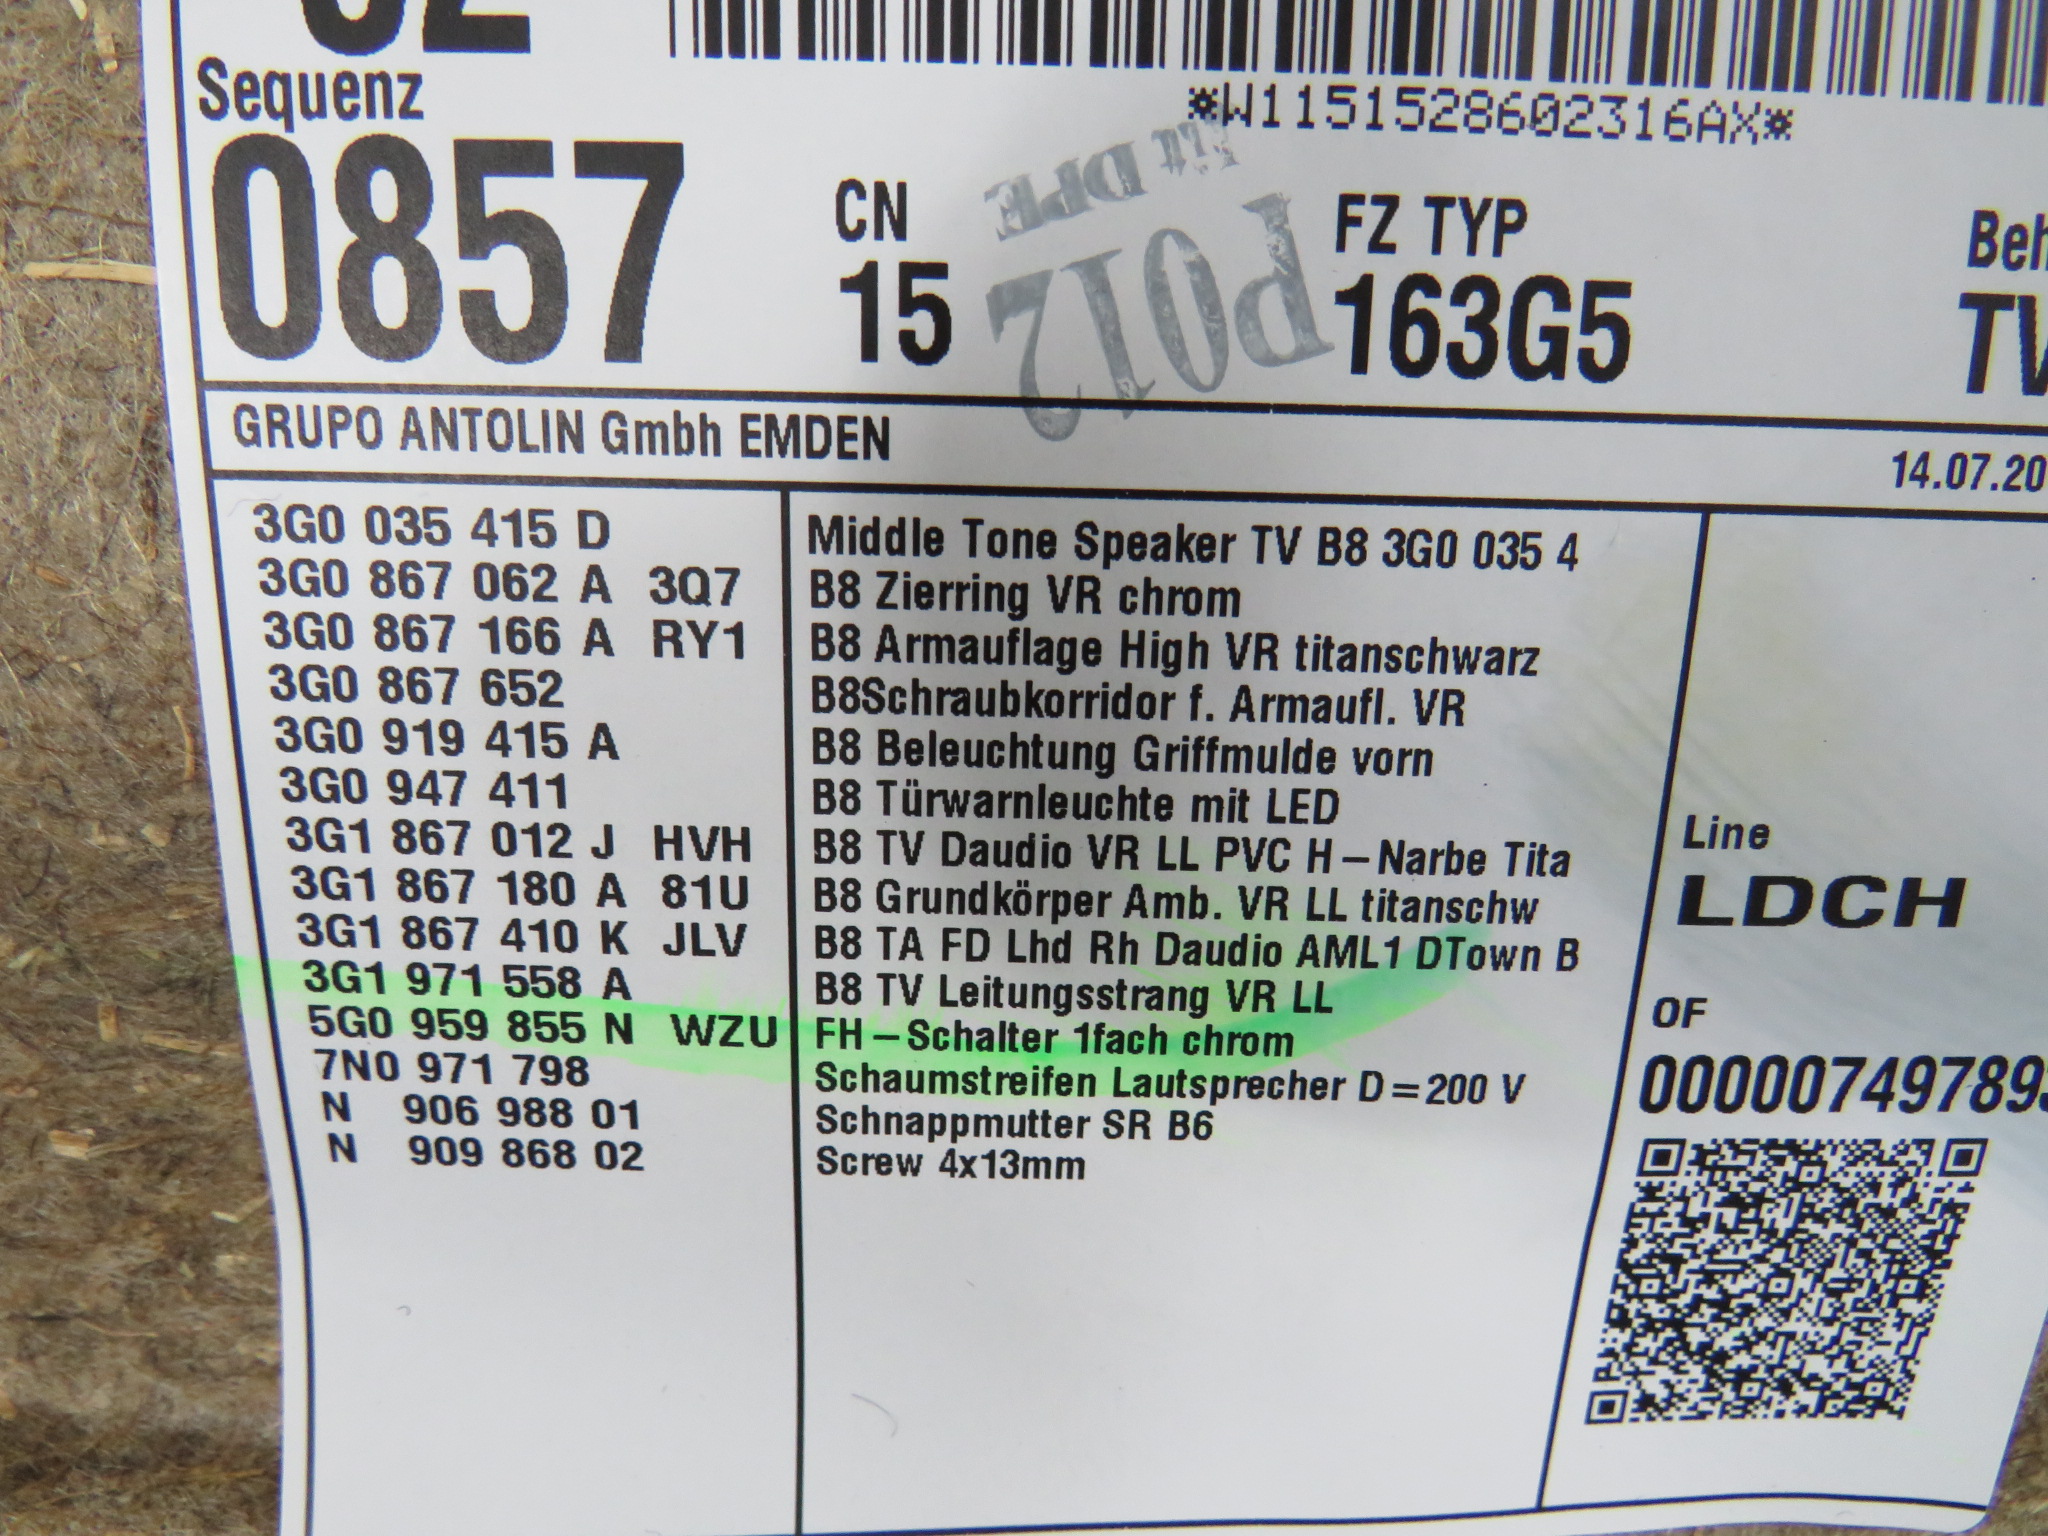 Sequenz
*W1151528602316AX*
0857
CN
15
P012
FZ TYP
163G5
GRUPO ANTOLIN Gmbh EMDEN
14.07.20
3G0 035 415 D Middle Tone Speaker TV B8 3G0 035 4
3G0 867 062 A 3Q7 B8 Zierring VR chrom
3G0 867 166 A RY1 B8 Armauflage High VR titanschwarz
3G0 867 652 B8Schraubkorridor f. Armaufl. VR
3G0 919 415 A B8 Beleuchtung Griffmulde vorn
3G0 947 411 B8 Türwarnleuchte mit LED
3G1 867 012 J HVH B8 TV Daudio VR LL PVC H-Narbe Tita
3G1 867 180 A 81U B8 Grundkörper Amb. VR LL titanschw
3G1 867 410 K JLV B8 TA FD Lhd Rh Daudio AML1 DTown B
3G1 971 558 A B8 TV Leitungsstrang VR LL
5G0 959 855 N WZU FH-Schalter 1fach chrom
7N0 971 798 Schaumstreifen Lautsprecher D=200 V
N 906 988 01 Schnappmutter SR B6
N 909 868 02 Screw 4x13mm
Line
LDCH
OF
000007497893